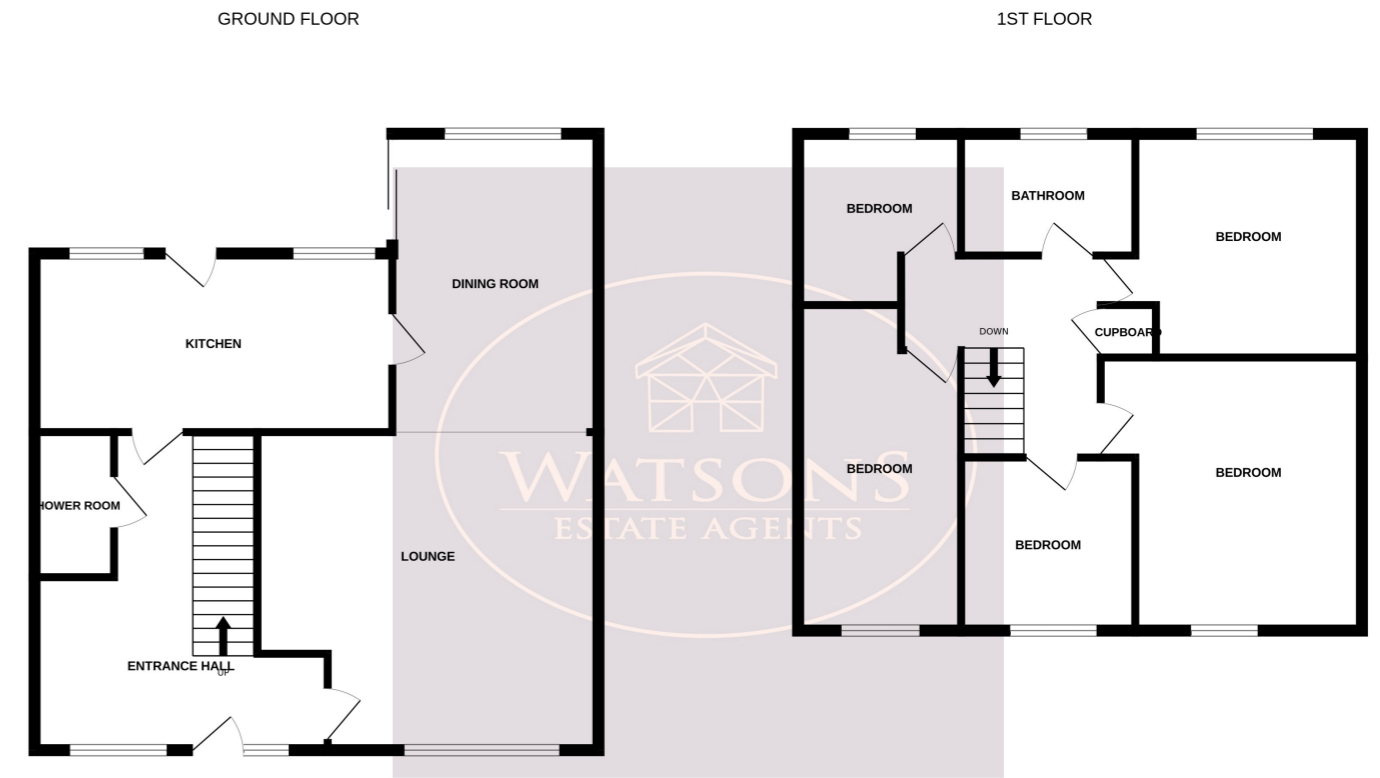 GROUND FLOOR
1ST FLOOR
BEDROOM
BATHROOM
BEDROOM
DINING ROOM
KITCHEN
DOWN
CUPBOARD
WATSONS
ESTATE AGENTS
BEDROOM
BEDROOM
HOWER ROOM
BEDROOM
LOUNGE
ENTRANCE HALL
UP